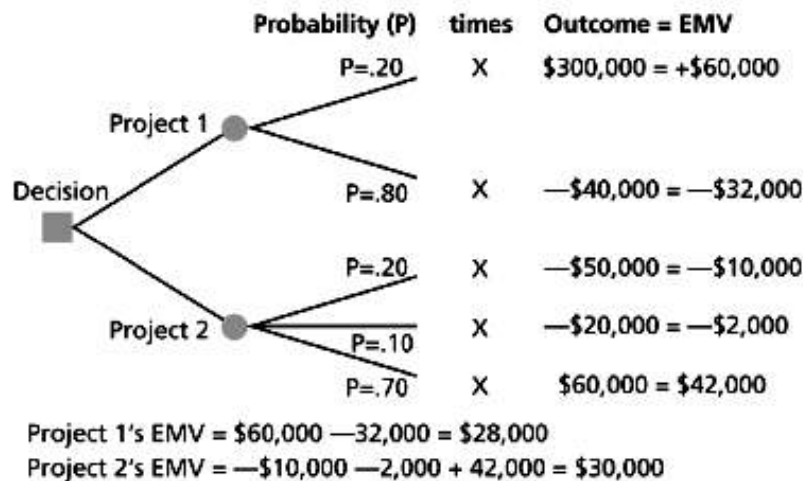 Probability (P) times Outcome = EMV
P=.20 X $300,000 = +$60,000
Project 1
P=.80 X —$40,000 = —$32,000
Decision
P=.20 X —$50,000 = —$10,000
Project 2 P=.10 X —$20,000 = —$2,000
P=.70 X $60,000 = $42,000
Project 1's EMV = $60,000 —32,000 = $28,000
Project 2's EMV = —$10,000 —2,000 + 42,000 = $30,000